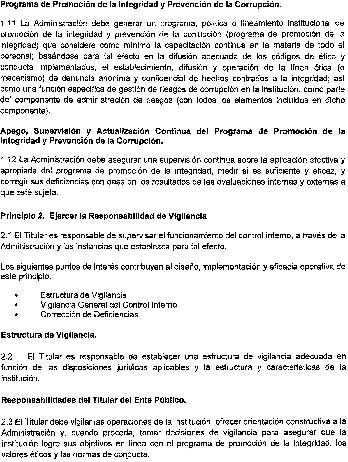 Programa de Promoción de la Integridad y Prevención de la Corrupción.
1.11 La Administración debe generar un programa, política o lineamiento institucional de
promoción de la integridad y prevención de la corrupción (programa de promoción de la
integridad) que considere como mínimo la capacitación continua en la materia de todo el
personal; basándose para tal efecto en la difusión adecuada de los códigos de ética y
conducta implementados, el establecimiento, difusión y operación de la línea ética (o
mecanismo) de denuncia anónima y confidencial de hechos contrarios a la integridad; así
como una función específica de gestión de riesgos de corrupción en la institución, como parte
del componente de administración de riesgos (con todos los elementos incluidos en dicho
componente).
Apego, Supervisión y Actualización Continua del Programa de Promoción de la
Integridad y Prevención de la Corrupción.
1.12 La Administración debe asegurar una supervisión continua sobre la aplicación efectiva y
apropiada del programa de promoción de la integridad, medir si es suficiente y eficaz, y
corregir sus deficiencias con base en los resultados de las evaluaciones internas y externas a
que esté sujeta.
Principio 2. Ejercer la Responsabilidad de Vigilancia
2.1 El Titular es responsable de supervisar el funcionamiento del control interno, a través de la
Administración y las instancias que establezca para tal efecto.
Los siguientes puntos de interés contribuyen al diseño, implementación y eficacia operativa de
este principio:
• Estructura de Vigilancia
• Vigilancia General del Control Interno
• Corrección de Deficiencias
Estructura de Vigilancia.
2.2 El Titular es responsable de establecer una estructura de vigilancia adecuada en
función de las disposiciones jurídicas aplicables y la estructura y características de la
institución.
Responsabilidades del Titular del Ente Público.
2.3 El Titular debe vigilar las operaciones de la institución, ofrecer orientación constructiva a la
Administración y, cuando proceda, tomar decisiones de vigilancia para asegurar que la
institución logre sus objetivos en línea con el programa de promoción de la integridad, los
valores éticos y las normas de conducta.